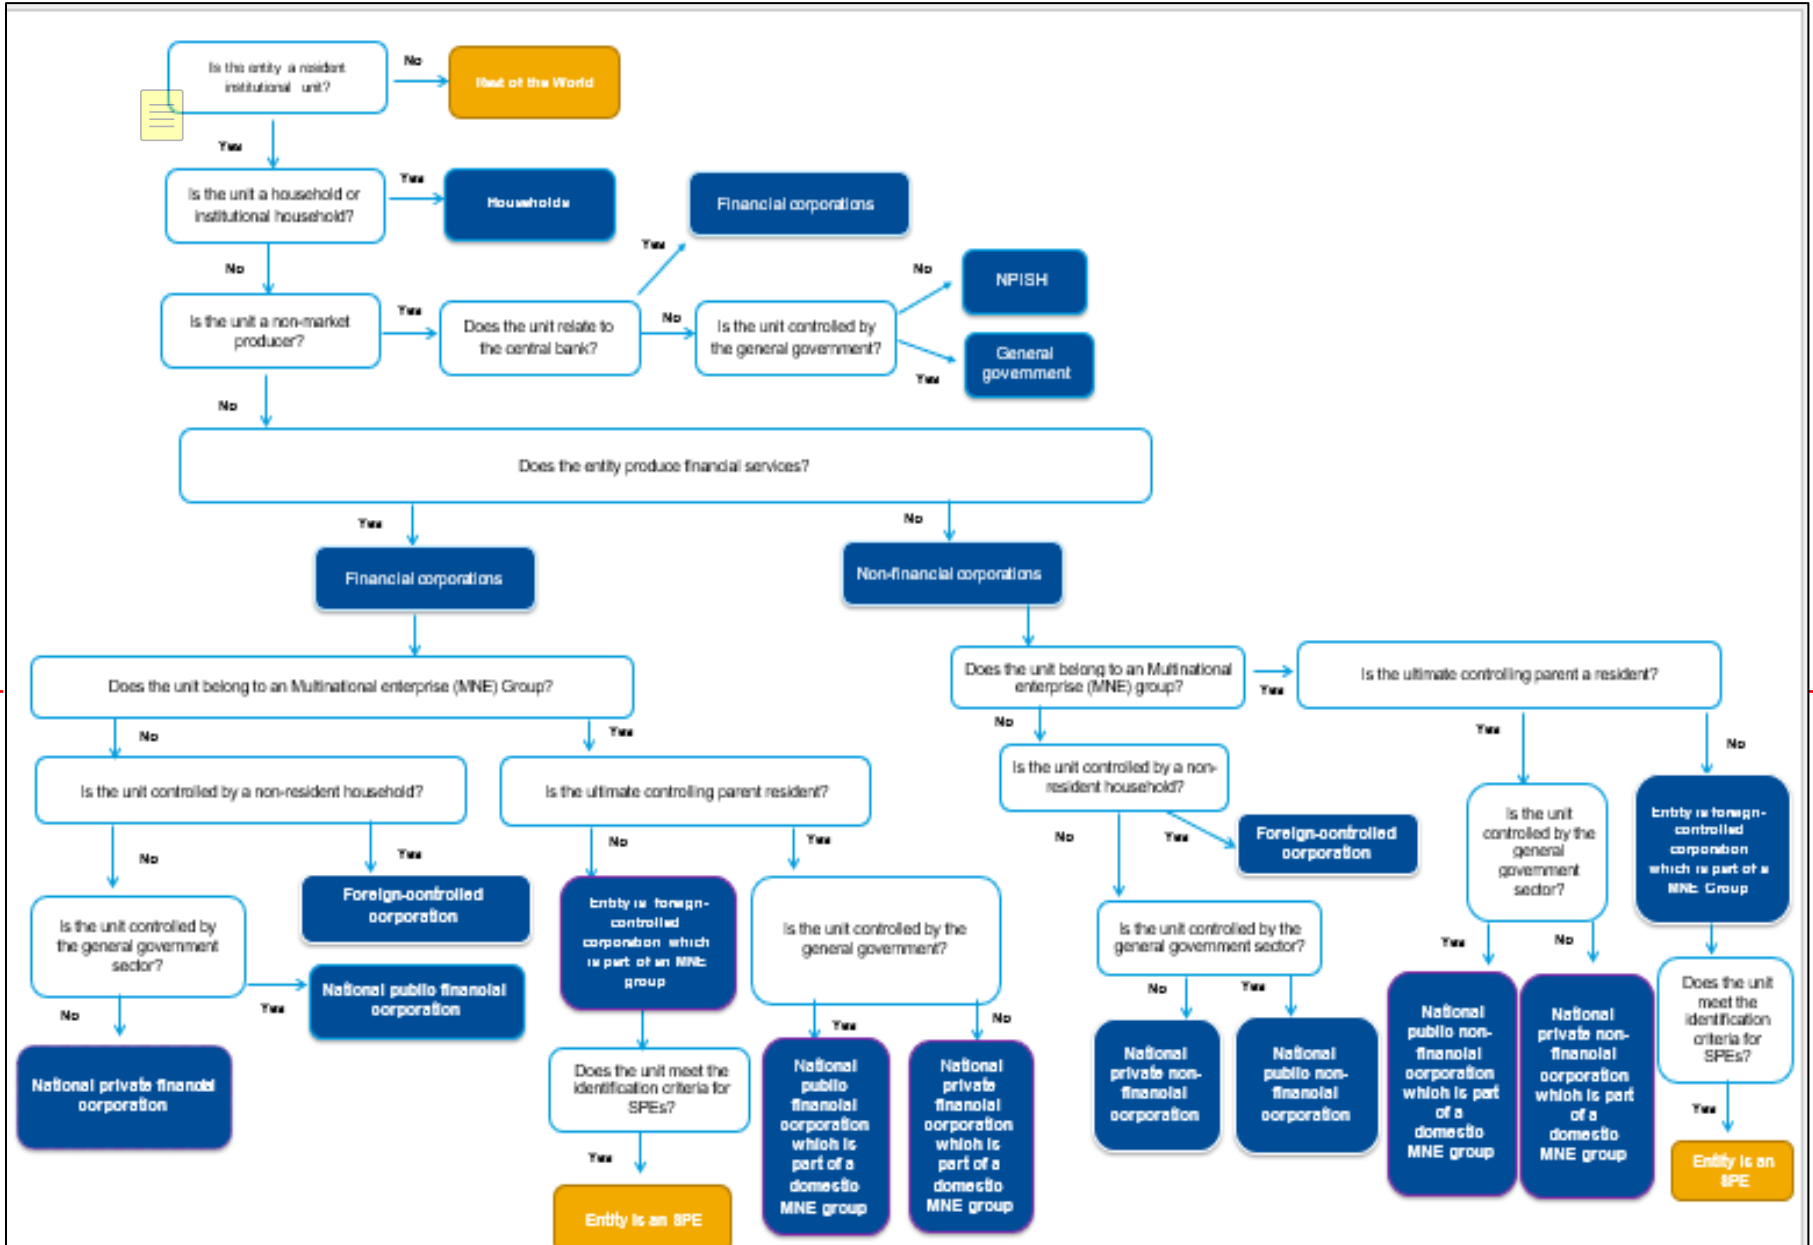 Is the entity a resident
institutional unit?
No
Rest of the World
Yes
Is the unit a household or
institutional household?
Yes
Households
Financial corporations
Yes
No
No
NPISH
Is the unit a non-market
producer?
Yes
Does the unit relate to
the central bank?
No
Is the unit controlled by
the general government?
General
government
Yes
No
Does the entity produce financial services?
Yes
No
Financial corporations
Non-financial corporations
Does the unit belong to an Multinational enterprise (MNE) Group?
Does the unit belong to an Multinational
enterprise (MNE) group?
Yes
Is the ultimate controlling parent a resident?
No
Yes
No
Yes
No
Is the unit controlled by a non-resident household?
Is the ultimate controlling parent resident?
Is the unit controlled by a non-
resident household?
Is the unit
controlled by the
general
government
sector?
Entity is foreign-
controlled
corporation
which is part of a
MNE Group
No
Yes
No
Yes
No
Yes
Foreign-controlled
corporation
Foreign-controlled
corporation
Entity is foreign-
controlled
corporation which
is part of an MNE
group
Is the unit controlled by the
general government?
Is the unit controlled by
the general government
sector?
Is the unit controlled by the
general government sector?
Yes
No
National public financial
corporation
Yes
No
Yes
No
No
Yes
Does the unit
meet the
identification
criteria for
SPEs?
National private financial
corporation
Does the unit meet the
identification criteria for
SPEs?
National
public
financial
corporation
which is
part of a
domestic
MNE group
National
private
financial
corporation
which is
part of a
domestic
MNE group
National
private non-
financial
corporation
National
public non-
financial
corporation
National
public non-
financial
corporation
which is part
of a
domestic
MNE group
National
private non-
financial
corporation
which is part
of a
domestic
MNE group
Yes
Entity is an
SPE
Yes
Entity is an SPE